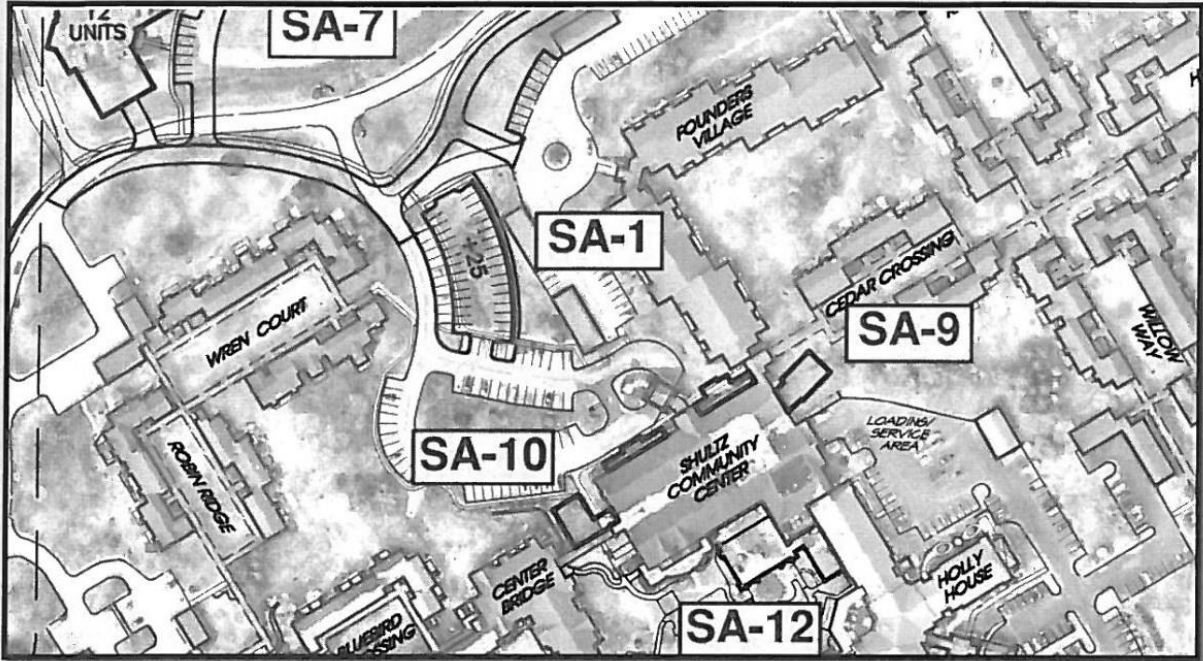 12
UNITS
SA-7
FOUNDERS
VILLAGE
SA-1
+25
CEDAR CROSSING
SA-9
WREN COURT
WILLOW
WAY
ROBIN RIDGE
SA-10
LOADING/
SERVICE
AREA
SHULTZ
COMMUNITY
CENTER
CENTER
BRIDGE
HOLLY
HOUSE
BLUEBIRD
CROSSING
SA-12